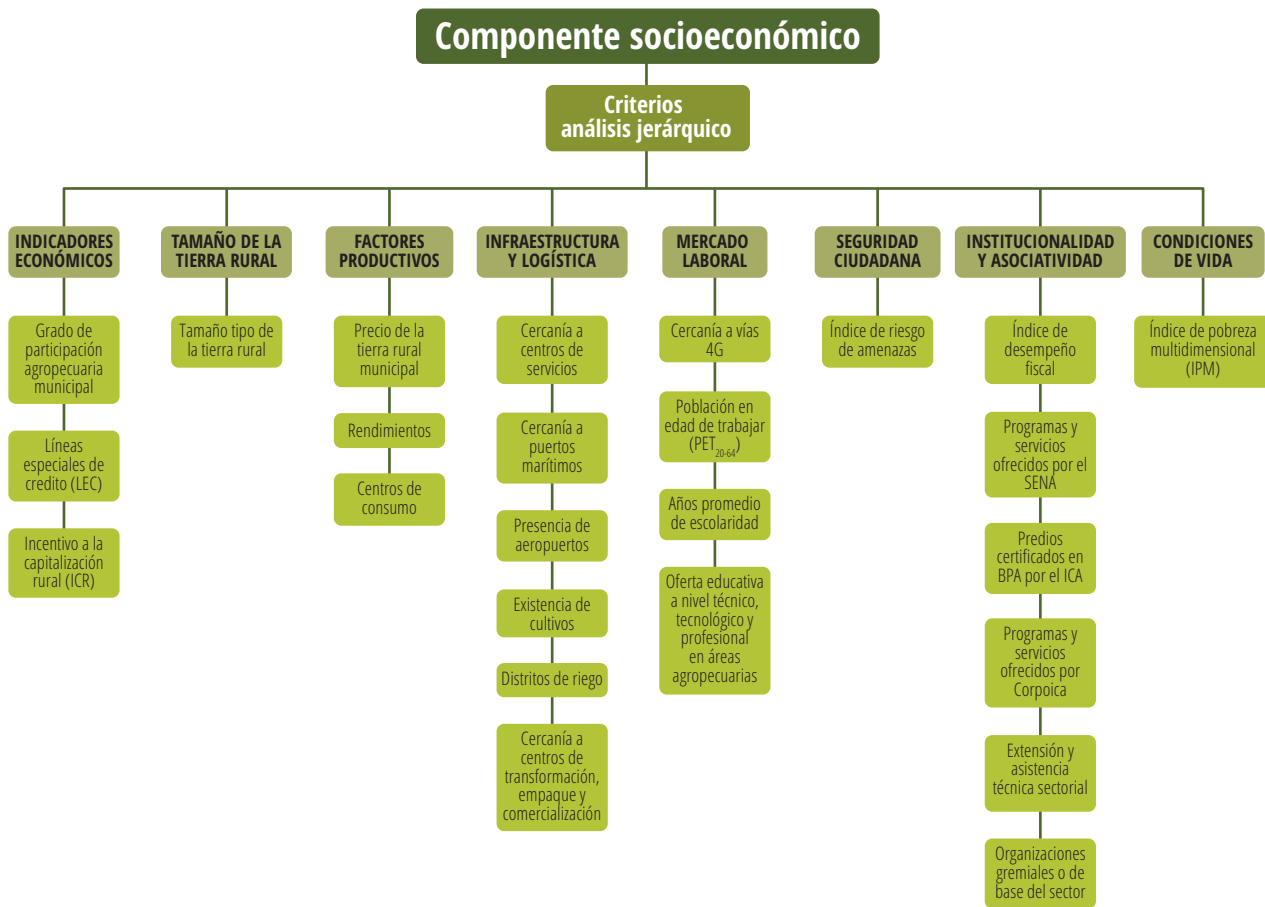 Componente socioeconómico
Criterios
análisis jerárquico
INDICADORES
ECONÓMICOS
Grado de
participación
agropecuaria
municipal
Líneas
especiales de
credito (LEC)
Incentivo a la
capitalización
rural (ICR)
TAMAÑO DE LA
TIERRA RURAL
Tamaño tipo de
la tierra rural
FACTORES
PRODUCTIVOS
Precio de la
tierra rural
municipal
Rendimientos
Centros de
consumo
INFRAESTRUCTURA
Y LOGÍSTICA
Cercanía a
centros de
servicios
Cercanía a
puertos
marítimos
Presencia de
aeropuertos
Existencia de
cultivos
Distritos de riego
Cercanía a
centros de
transformación,
empaque y
comercialización
MERCADO
LABORAL
Cercanía a vías
4G
Población en
edad de trabajar
(PET20-64)
Años promedio
de escolaridad
Oferta educativa
a nivel técnico,
tecnológico y
profesional
en áreas
agropecuarias
SEGURIDAD
CIUDADANA
Índice de riesgo
de amenazas
INSTITUCIONALIDAD
Y ASOCIATIVIDAD
Índice de
desempeño
fiscal
Programas y
servicios
ofrecidos por el
SENA
Predios
certificados en
BPA por el ICA
Programas y
servicios
ofrecidos por
Corpoica
Extensión y
asistencia
técnica sectorial
Organizaciones
gremiales o de
base del sector
CONDICIONES
DE VIDA
Índice de pobreza
multidimensional
(IPM)